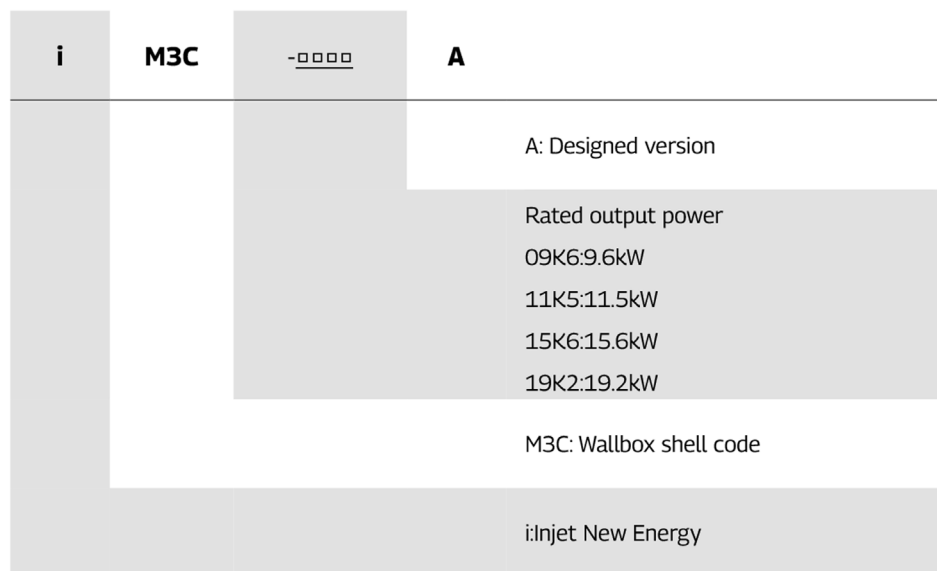 i M3C -□□□□ A
A: Designed version
Rated output power
09K6:9.6kW
11K5:11.5kW
15K6:15.6kW
19K2:19.2kW
M3C: Wallbox shell code
i:Injet New Energy